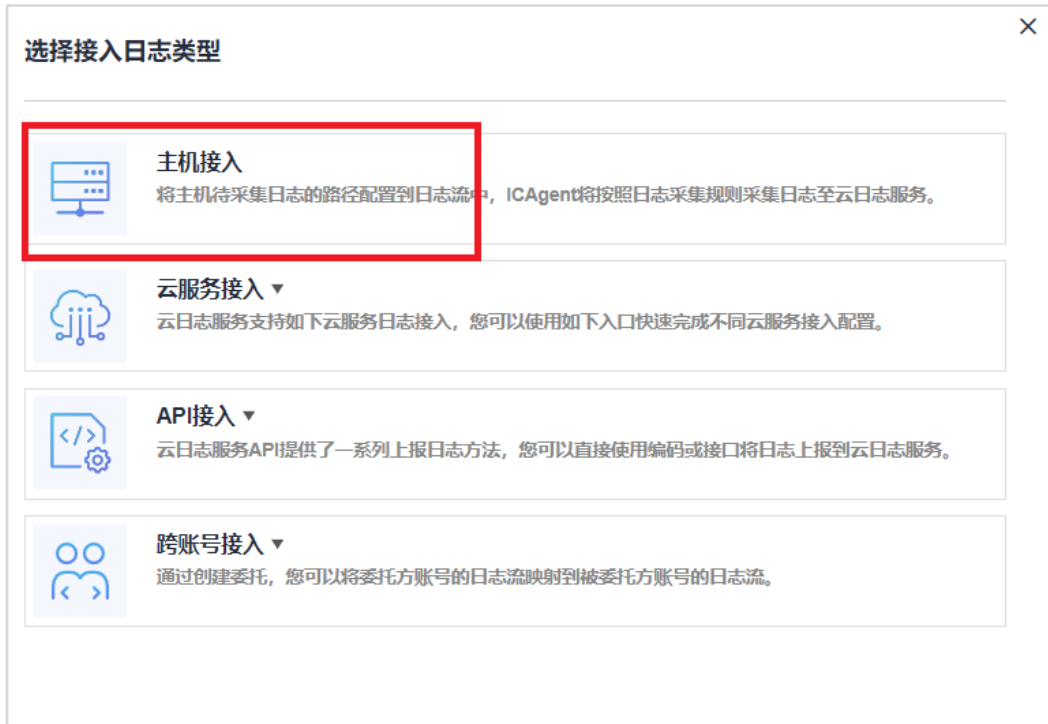 选择接入日志类型
主机接入
将主机待采集日志的路径配置到日志流中，ICAgent将按照日志采集规则采集日志至云日志服务。
云服务接入
云日志服务支持如下云服务日志接入，您可以使用如下入口快速完成不同云服务接入配置。
API接入
云日志服务API提供了一系列上报日志方法，您可以直接使用编码或接口将日志上报到云日志服务。
跨账号接入
通过创建委托，您可以将委托方账号的日志流映射到被委托方账号的日志流。